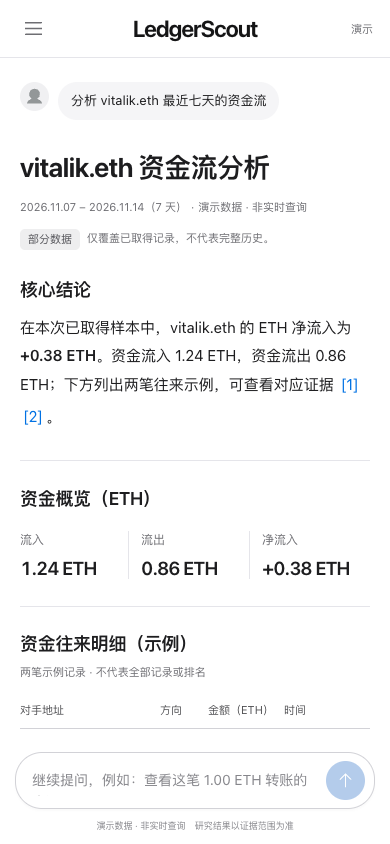 LedgerScout
演示
分析 vitalik.eth 最近七天的资金流
vitalik.eth 资金流分析
2026.11.07 – 2026.11.14（7 天） · 演示数据 · 非实时查询
部分数据 仅覆盖已取得记录，不代表完整历史。
核心结论
在本次已取得样本中，vitalik.eth 的 ETH 净流入为
+0.38 ETH。资金流入 1.24 ETH，资金流出 0.86
ETH；下方列出两笔往来示例，可查看对应证据 [1]
[2] 。
资金概览（ETH）
流入 流出 净流入
1.24 ETH 0.86 ETH +0.38 ETH
资金往来明细（示例）
两笔示例记录 · 不代表全部记录或排名
对手地址 方向 金额（ETH） 时间
继续提问，例如：查看这笔 1.00 ETH 转账的
演示数据 · 非实时查询 研究结果以证据范围为准